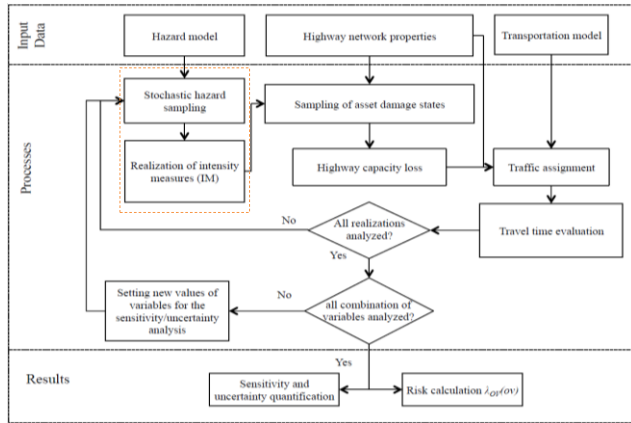 Input
Data
Hazard model
Highway network properties
Transportation model
Processes
Stochastic hazard
sampling
Sampling of asset damage states
Realization of intensity
measures (IM)
Highway capacity loss
Traffic assignment
No
All realizations
analyzed?
Travel time evaluation
Yes
Setting new values of
variables for the
sensitivity/uncertainty
analysis
No
all combination of
variables analyzed?
Results
Yes
Sensitivity and
uncertainty quantification
Risk calculation λOI(ov)